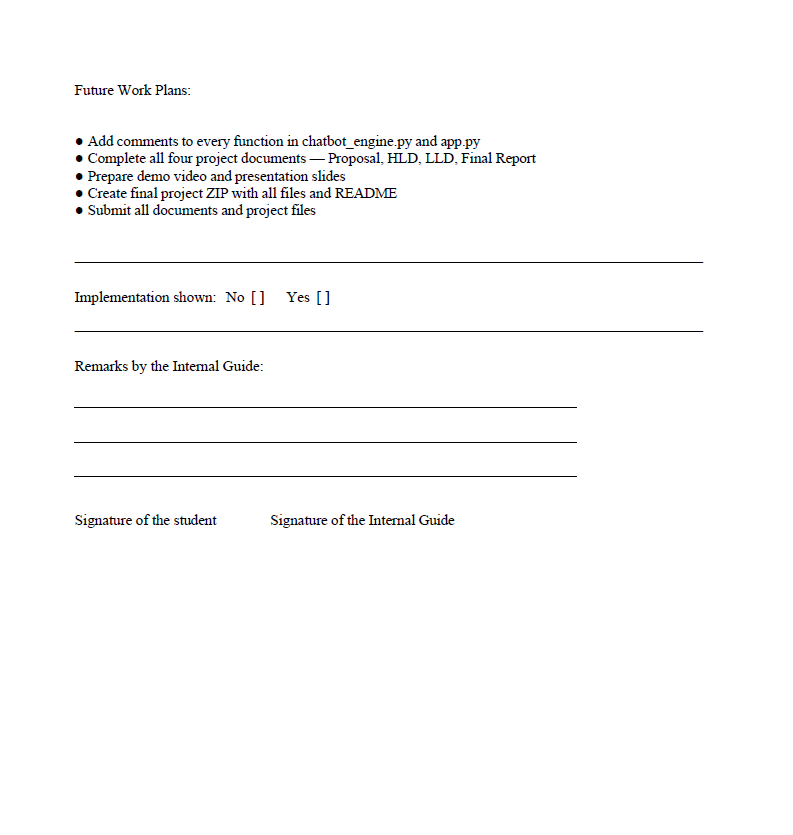 Future Work Plans:
● Add comments to every function in chatbot_engine.py and app.py
● Complete all four project documents — Proposal, HLD, LLD, Final Report
● Prepare demo video and presentation slides
● Create final project ZIP with all files and README
● Submit all documents and project files
Implementation shown: No [ ] Yes [ ]
Remarks by the Internal Guide:
Signature of the student Signature of the Internal Guide